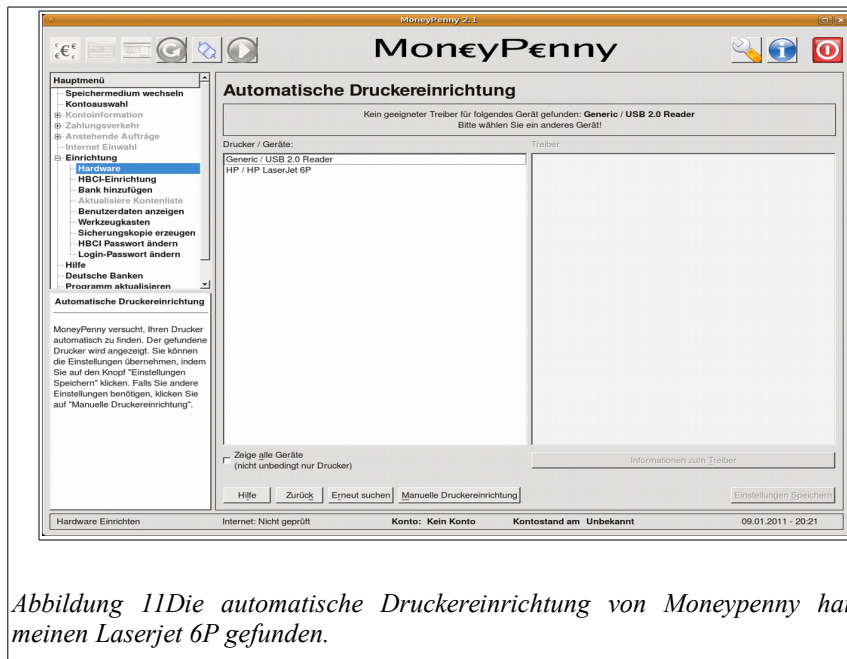 MoneyPenny 2.1
Mon€yP€nny
Hauptmenü
Speichermedium wechseln
Kontoauswahl
Kontoinformation
Zahlungsverkehr
Anstehende Aufträge
Internet Einwahl
Einrichtung
Hardware
HBCI-Einrichtung
Bank hinzufügen
Aktualisiere Kontenliste
Benutzerdaten anzeigen
Werkzeugkasten
Sicherungskopie erzeugen
HBCI Passwort ändern
Login-Passwort ändern
Hilfe
Deutsche Banken
Programm aktualisieren
Automatische Druckereinrichtung
MoneyPenny versucht, Ihren Drucker
automatisch zu finden. Der gefundene
Drucker wird angezeigt. Sie können
die Einstellungen übernehmen, indem
Sie auf den Knopf "Einstellungen
Speichern" klicken. Falls Sie andere
Einstellungen benötigen, klicken Sie
auf "Manuelle Druckereinrichtung".
Automatische Druckereinrichtung
Kein geeigneter Treiber für folgendes Gerät gefunden: Generic / USB 2.0 Reader
Bitte wählen Sie ein anderes Gerät!
Drucker / Geräte:
Treiber
Generic / USB 2.0 Reader
HP / HP LaserJet 6P
Zeige alle Geräte
(nicht unbedingt nur Drucker)
Informationen zum Treiber
Hilfe
Zurück
Erneut suchen
Manuelle Druckereinrichtung
Einstellungen Speichern
Hardware Einrichten
Internet: Nicht geprüft
Konto: Kein Konto
Kontostand am Unbekannt
09.01.2011 - 20:21
Abbildung 11Die automatische Druckereinrichtung von Moneypenny hat
meinen Laserjet 6P gefunden.